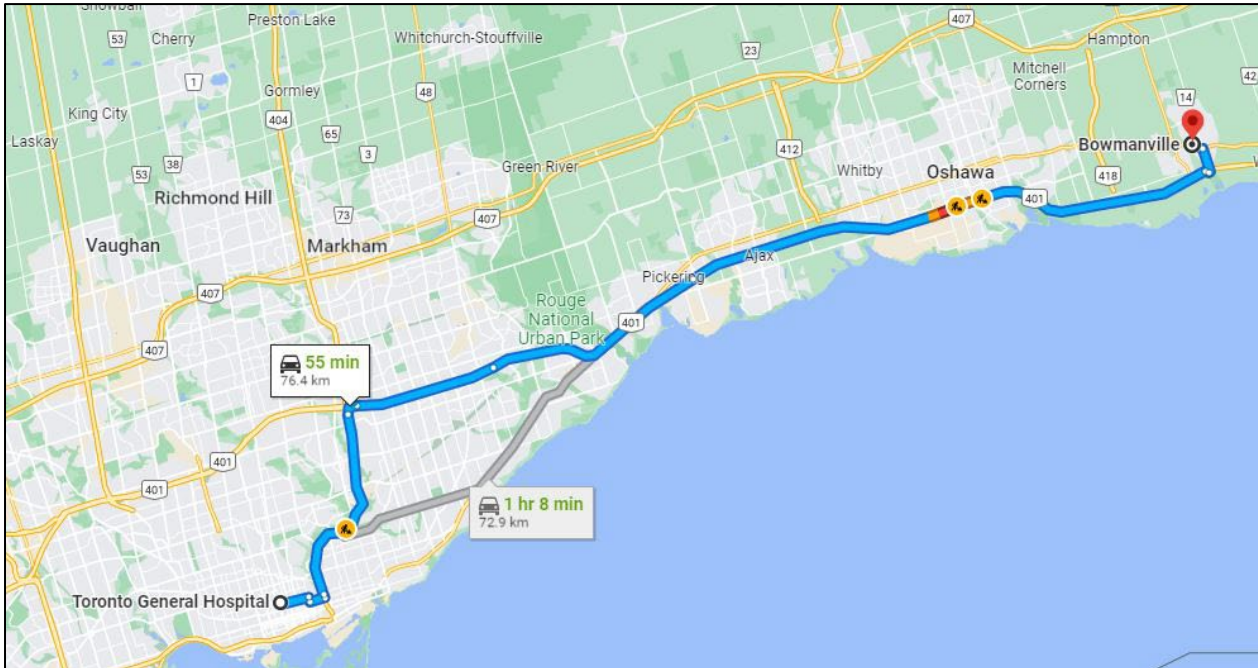 Snowball
Preston Lake
407
53
Cherry
Whitchurch-Stouffville
Hampton
23
Mitchell
Corners
42
1
Gormley
48
14
King City
404
65
Laskay
3
412
Bowmanville
38
Green River
Whitby
Oshawa
53
418
Richmond Hill
401
73
407
Vaughan
Markham
Ajax
Pickering
407
Rouge
National
Urban Park
401
407
55 min
76.4 km
401
401
1 hr 8 min
72.9 km
Toronto General Hospital